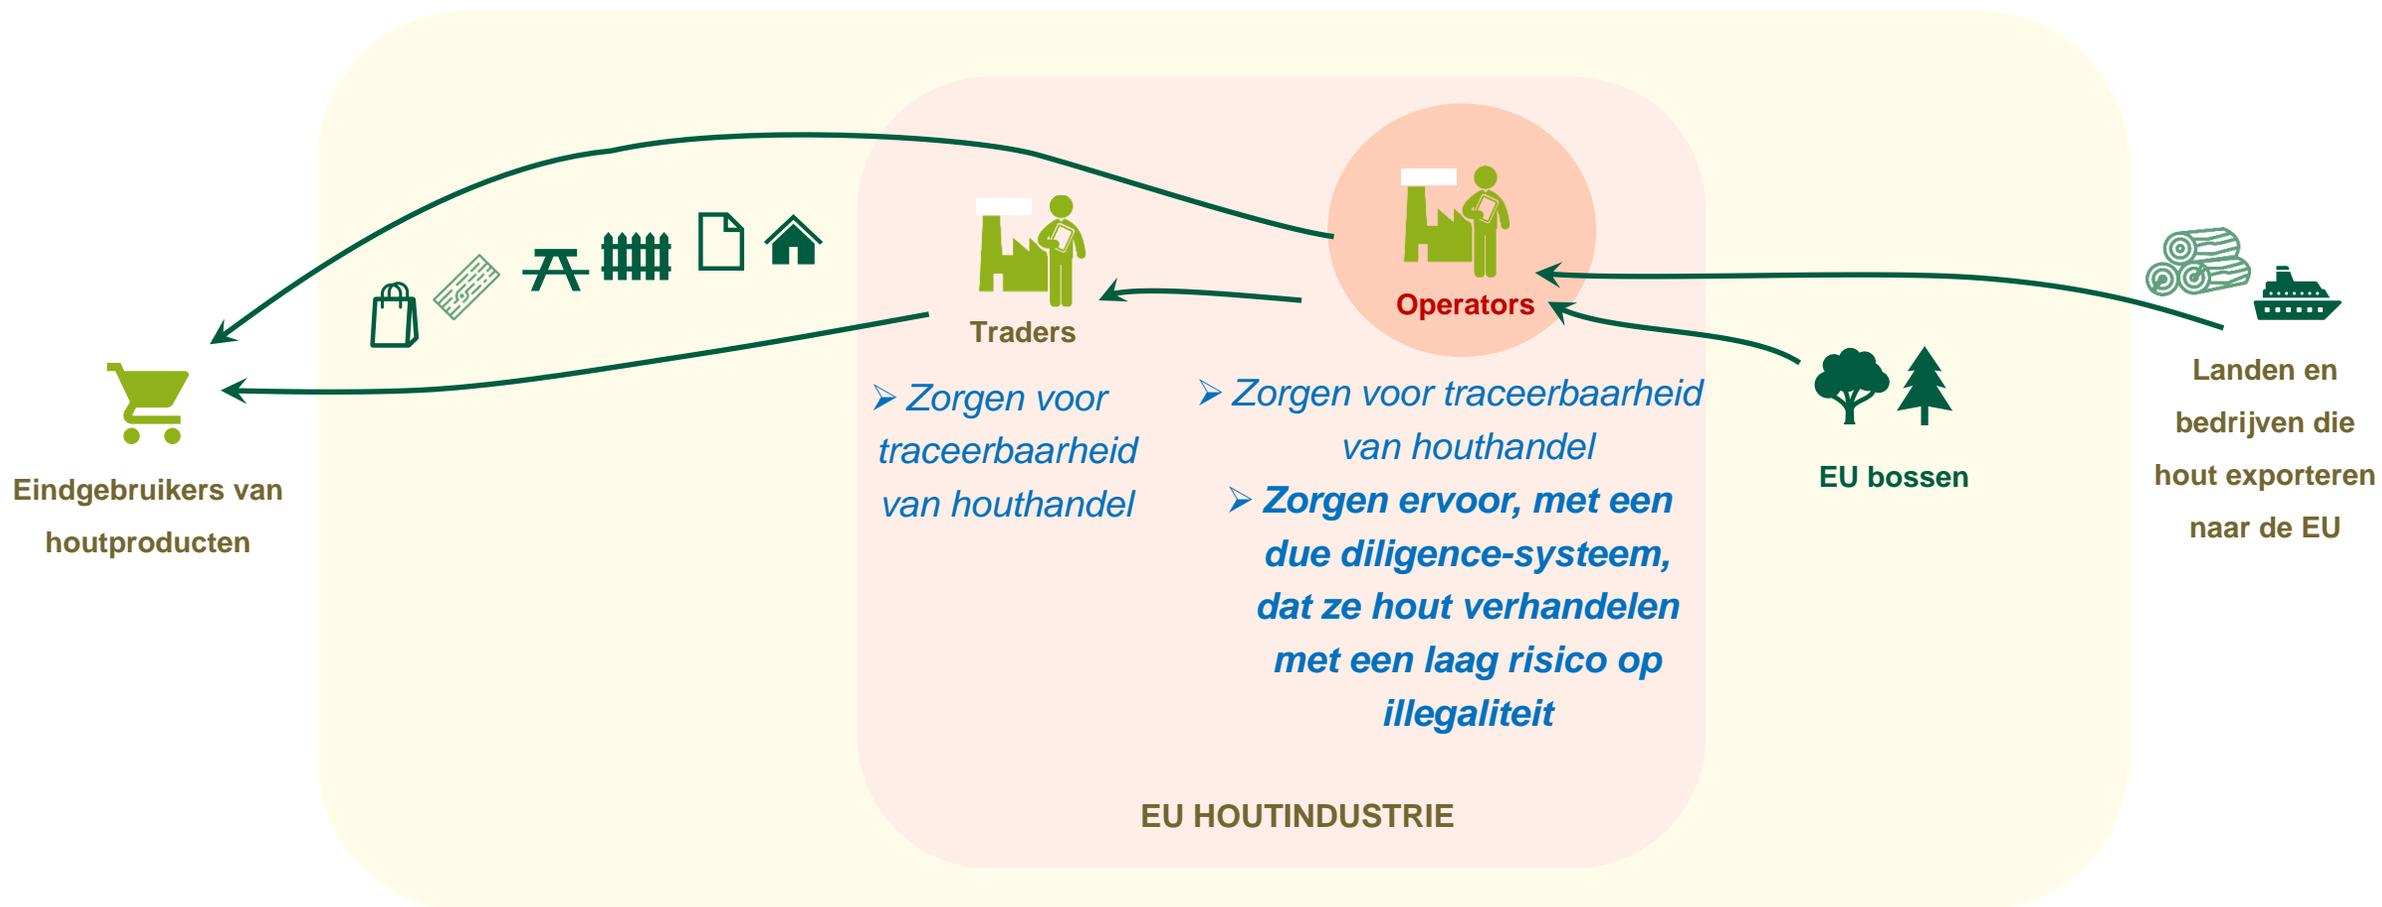 Operators
Traders
Landen en
bedrijven die
hout exporteren
naar de EU
➢ Zorgen voor
traceerbaarheid
van houthandel
➢ Zorgen voor traceerbaarheid
van houthandel
➢ Zorgen ervoor, met een
due diligence-systeem,
dat ze hout verhandelen
met een laag risico op
illegaliteit
EU bossen
Eindgebruikers van
houtproducten
EU HOUTINDUSTRIE